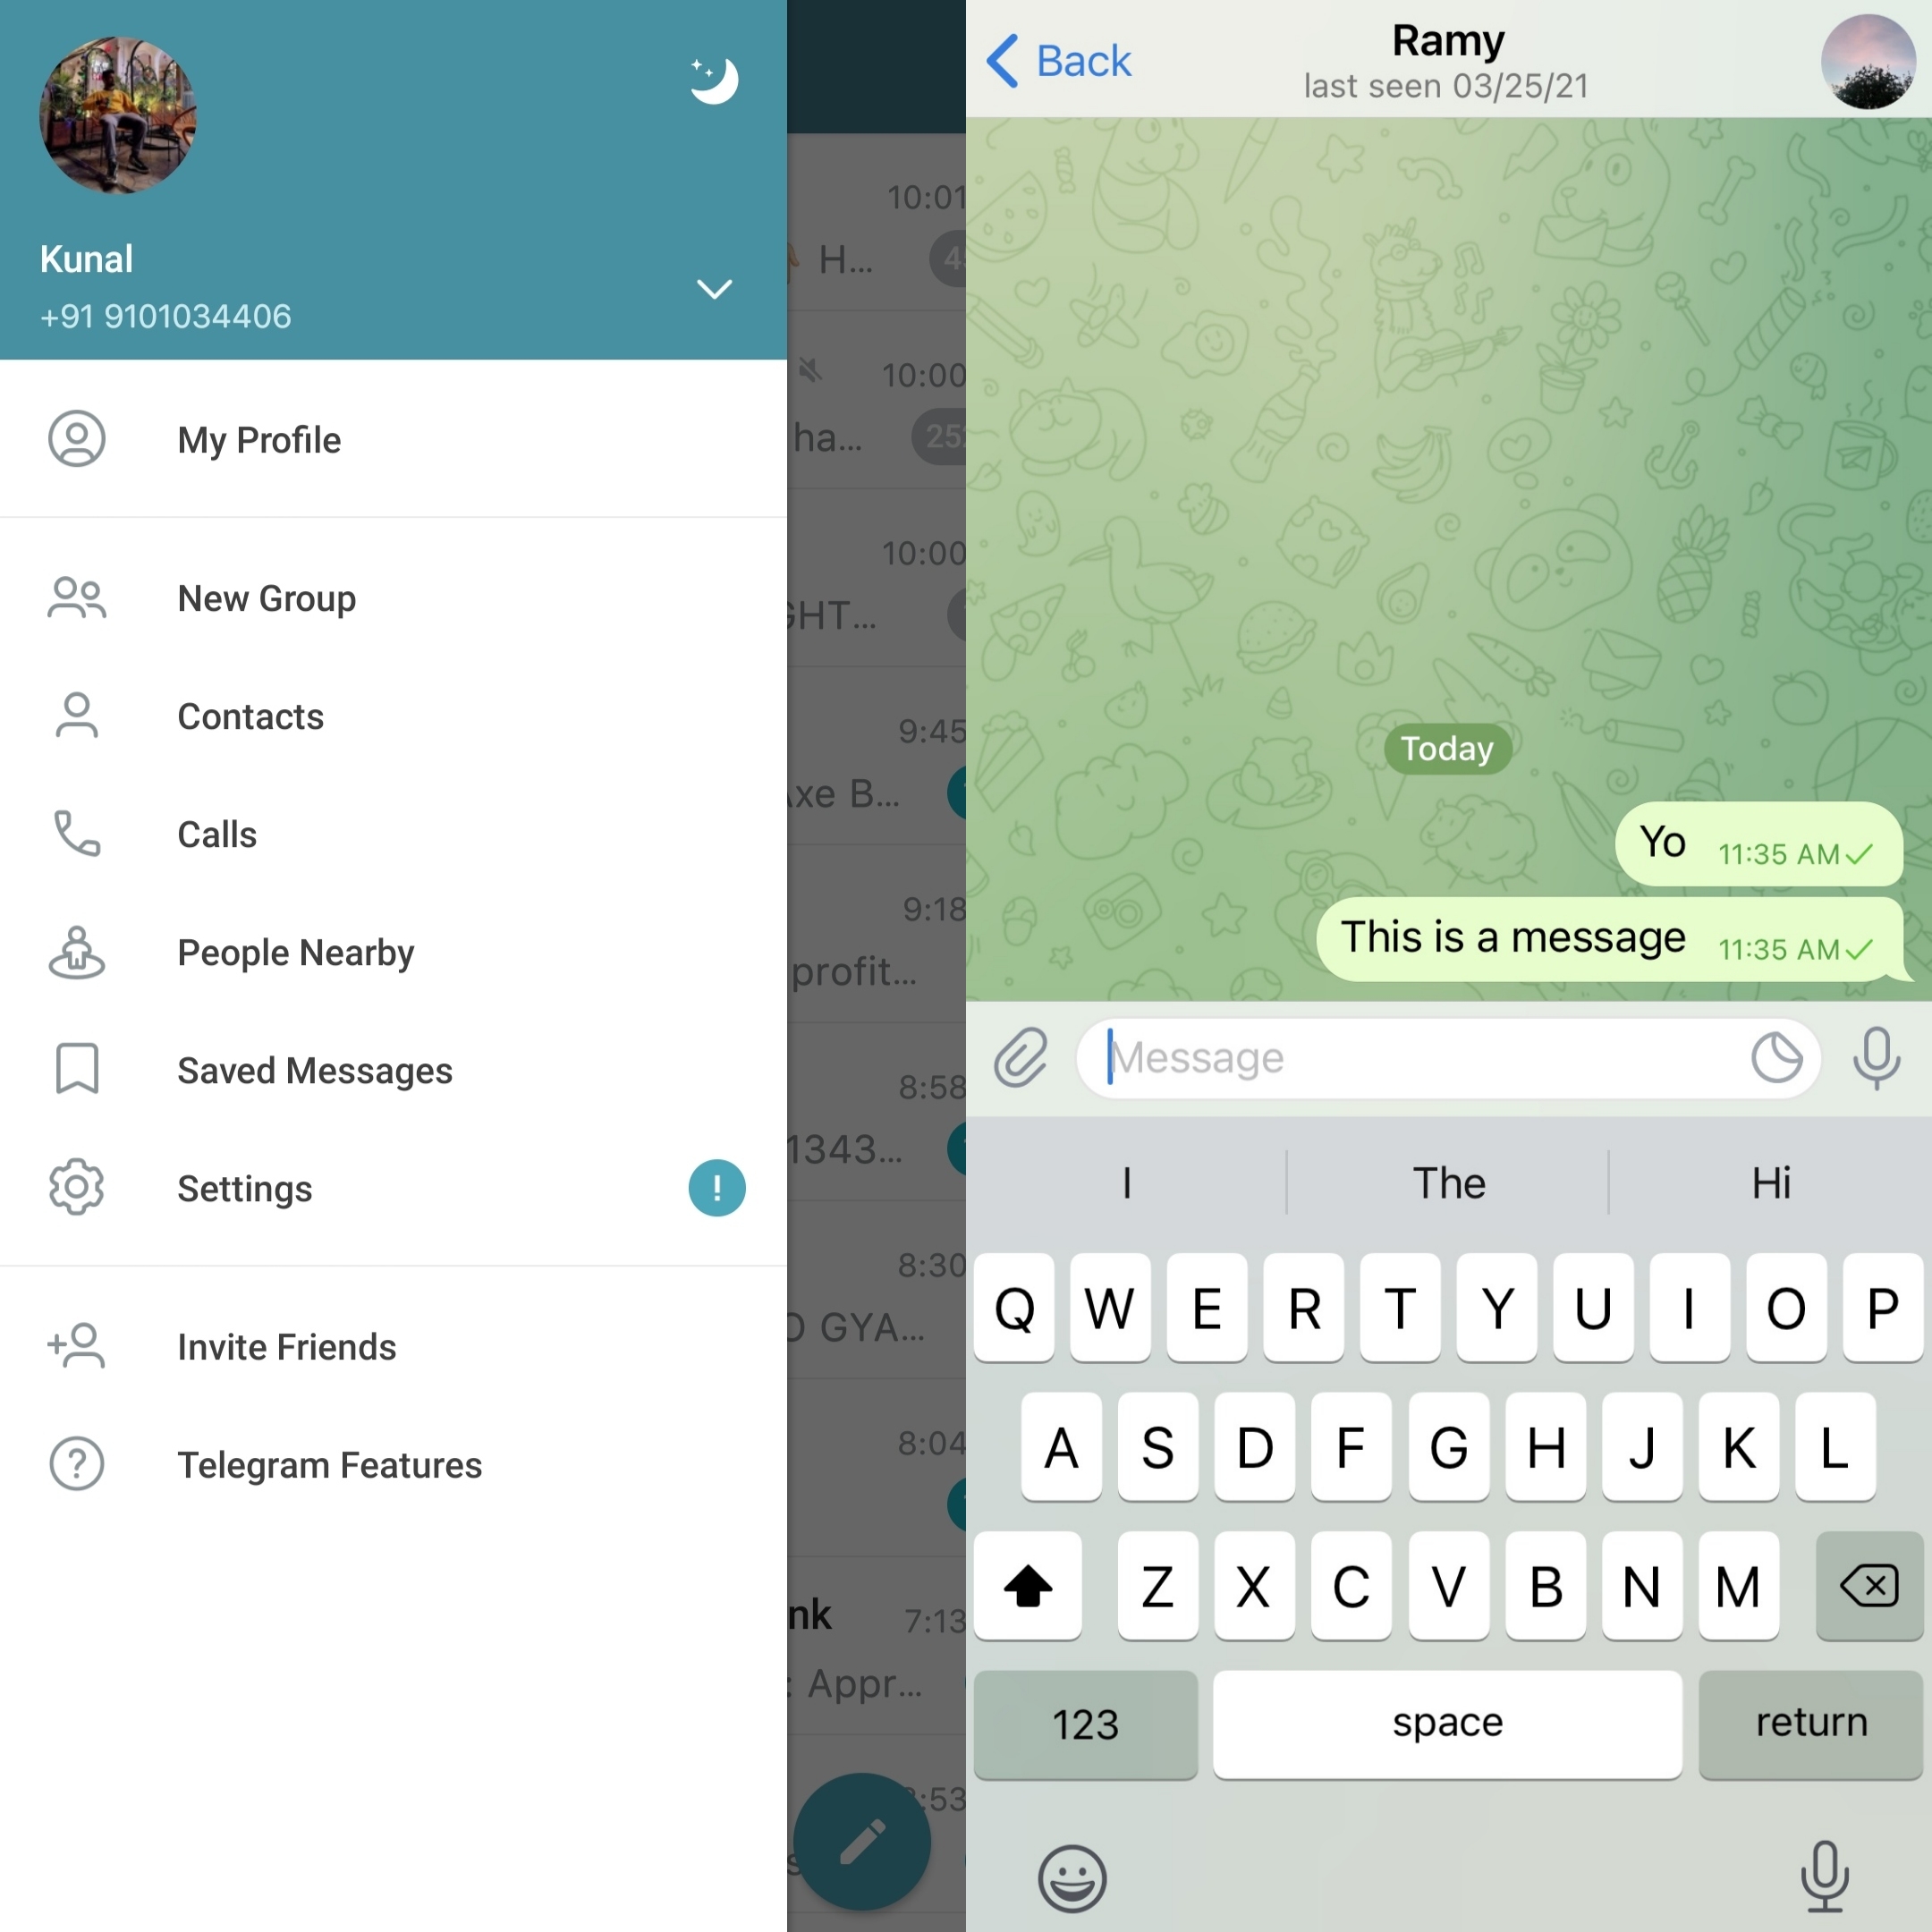 Kunal
+91 9101034406
My Profile
New Group
Contacts
Calls
People Nearby
Saved Messages
Settings
!
Invite Friends
Telegram Features
10:01
H...
4
10:00
ha...
25
10:00
GHT...
9:45
Axe B...
9:18
profit...
8:58
1343...
8:30
O GYA...
8:04
nk
7:13
: Appr...
:53
Back
Ramy
last seen 03/25/21
Today
Yo 11:35 AM
This is a message 11:35 AM
Message
I The Hi
Q W E R T Y U I O P
A S D F G H J K L
Z X C V B N M
123 space return